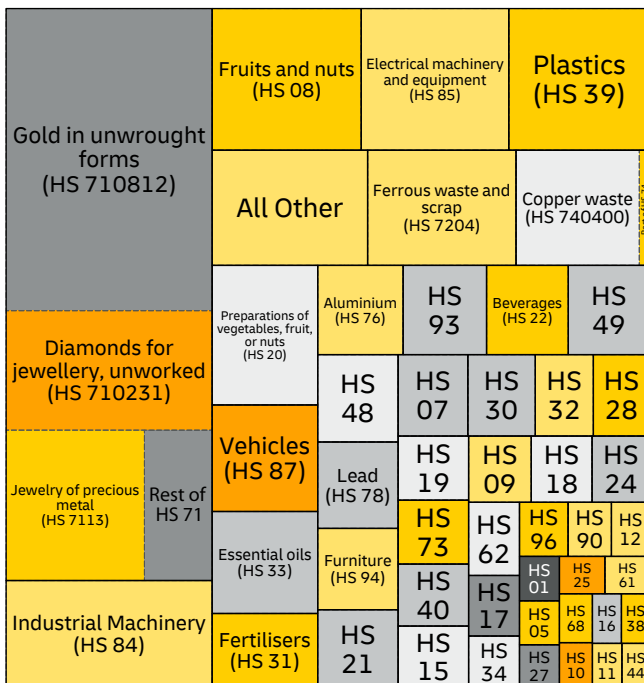 Gold in unwrought
forms
(HS 710812)
Fruits and nuts
(HS 08)
Electrical machinery
and equipment
(HS 85)
Plastics
(HS 39)
All Other
Ferrous waste and
scrap
(HS 7204)
Copper waste
(HS 740400)
Diamonds for
jewellery, unworked
(HS 710231)
Preparations of
vegetables, fruit,
or nuts
(HS 20)
Aluminium
(HS 76)
HS
93
Beverages
(HS 22)
HS
49
HS
48
HS
07
HS
30
HS
32
HS
28
Vehicles
(HS 87)
Jewelry of precious
metal
(HS 7113)
Rest of
HS 71
Lead
(HS 78)
HS
19
HS
09
HS
18
HS
24
Essential oils
(HS 33)
Furniture
(HS 94)
HS
73
HS
62
HS
96
HS
90
HS
12
HS
01
HS
25
HS
61
Industrial Machinery
(HS 84)
Fertilisers
(HS 31)
HS
21
HS
40
HS
17
HS
05
HS
68
HS
16
HS
38
HS
15
HS
34
HS
27
HS
10
HS
11
HS
44